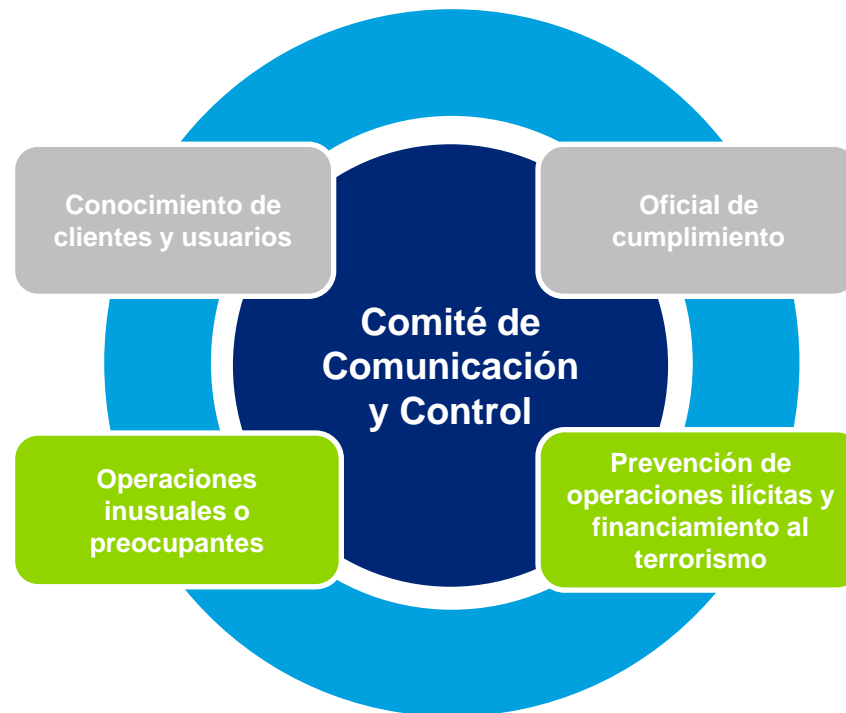 Conocimiento de
clientes y usuarios
Oficial de
cumplimiento
Comité de
Comunicación
y Control
Operaciones
inusuales o
preocupantes
Prevención de
operaciones ilícitas y
financiamiento al
terrorismo